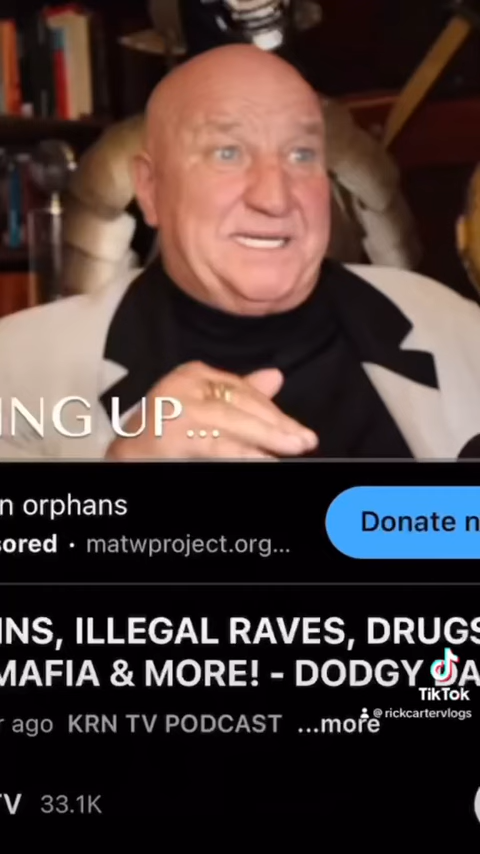 ING UP...
n orphans
Donate n
ored · matwproject.org...
NS, ILLEGAL RAVES, DRUGS
MAFIA & MORE! - DODGY DA
TikTok
r ago KRN TV PODCAST ...more
@rickcartervlogs
V 33.1K